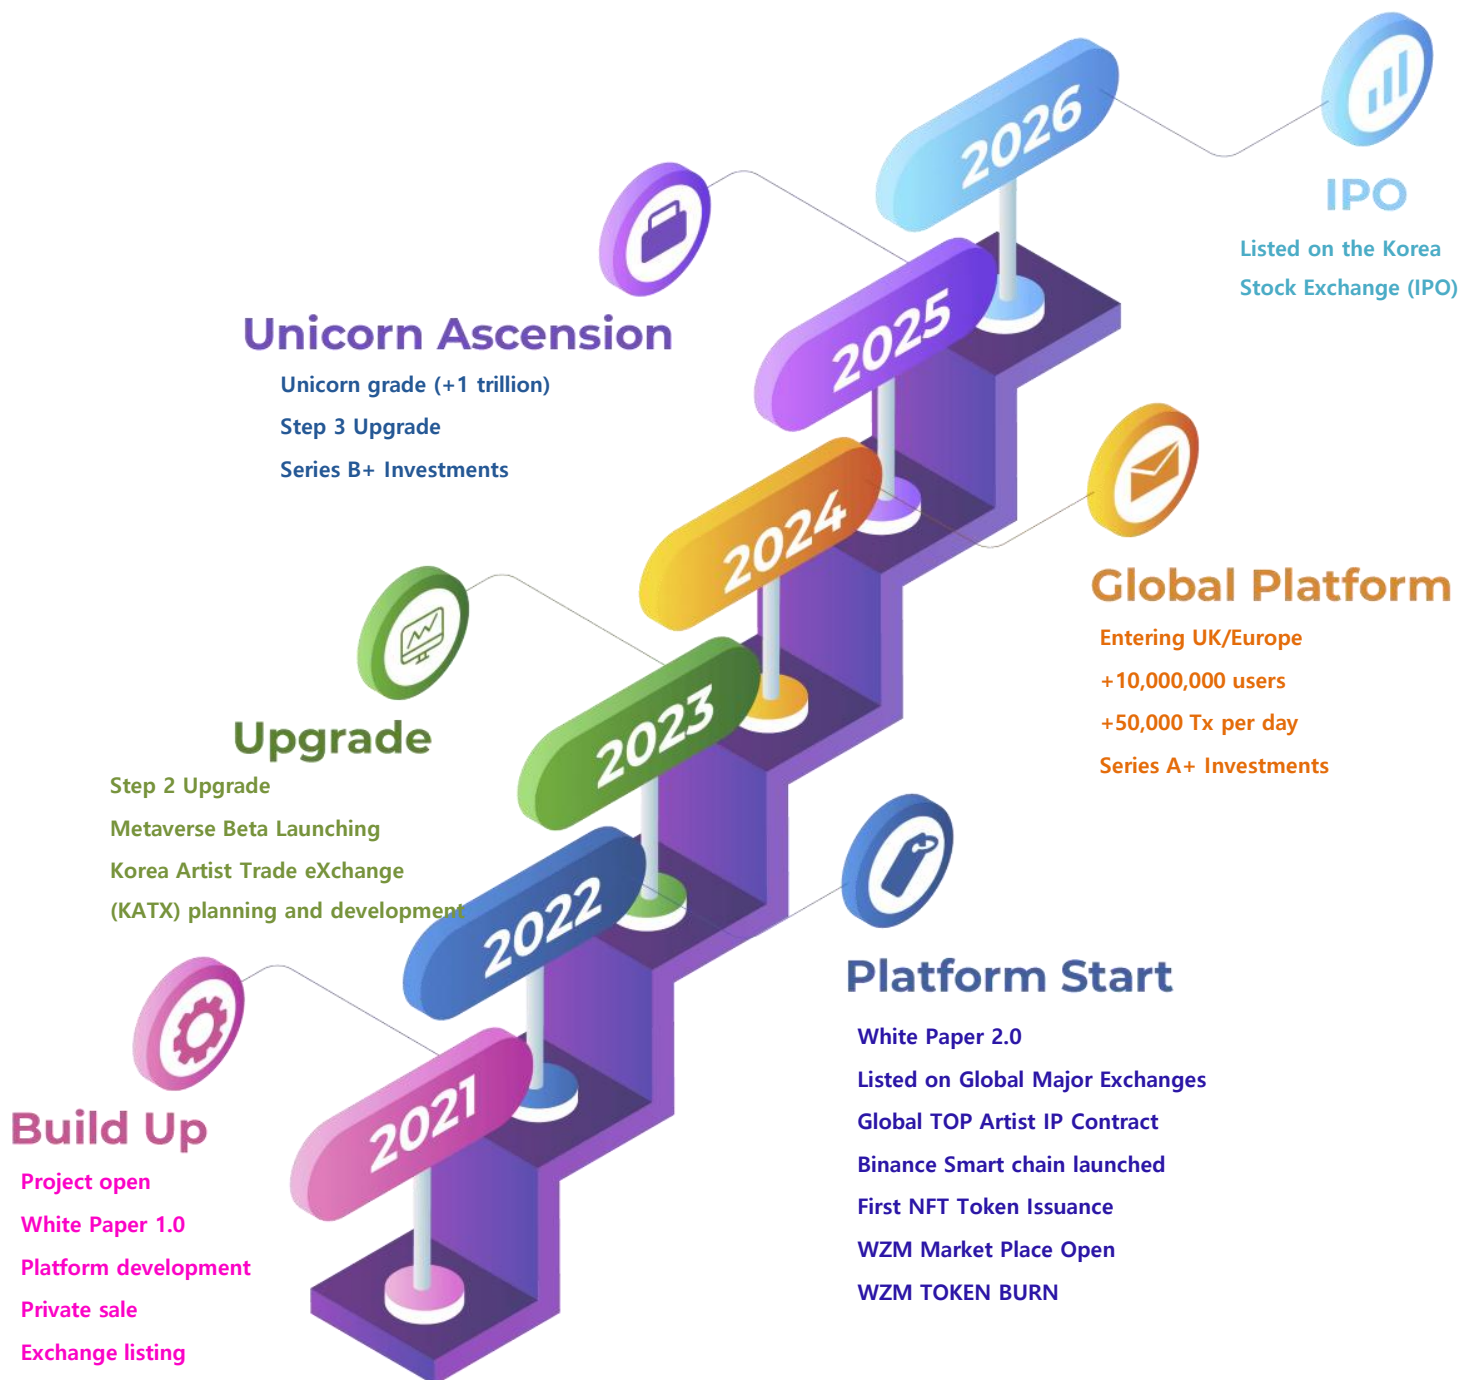 2026
IPO
Listed on the Korea
Stock Exchange (IPO)
2025
Unicorn Ascension
Unicorn grade (+1 trillion)
Step 3 Upgrade
Series B+ Investments
2024
Global Platform
Entering UK/Europe
+10,000,000 users
+50,000 Tx per day
Series A+ Investments
2023
Upgrade
Step 2 Upgrade
Metaverse Beta Launching
Korea Artist Trade eXchange
(KATX) planning and development
2022
Platform Start
White Paper 2.0
Listed on Global Major Exchanges
Global TOP Artist IP Contract
Binance Smart chain launched
First NFT Token Issuance
WZM Market Place Open
WZM TOKEN BURN
2021
Build Up
Project open
White Paper 1.0
Platform development
Private sale
Exchange listing